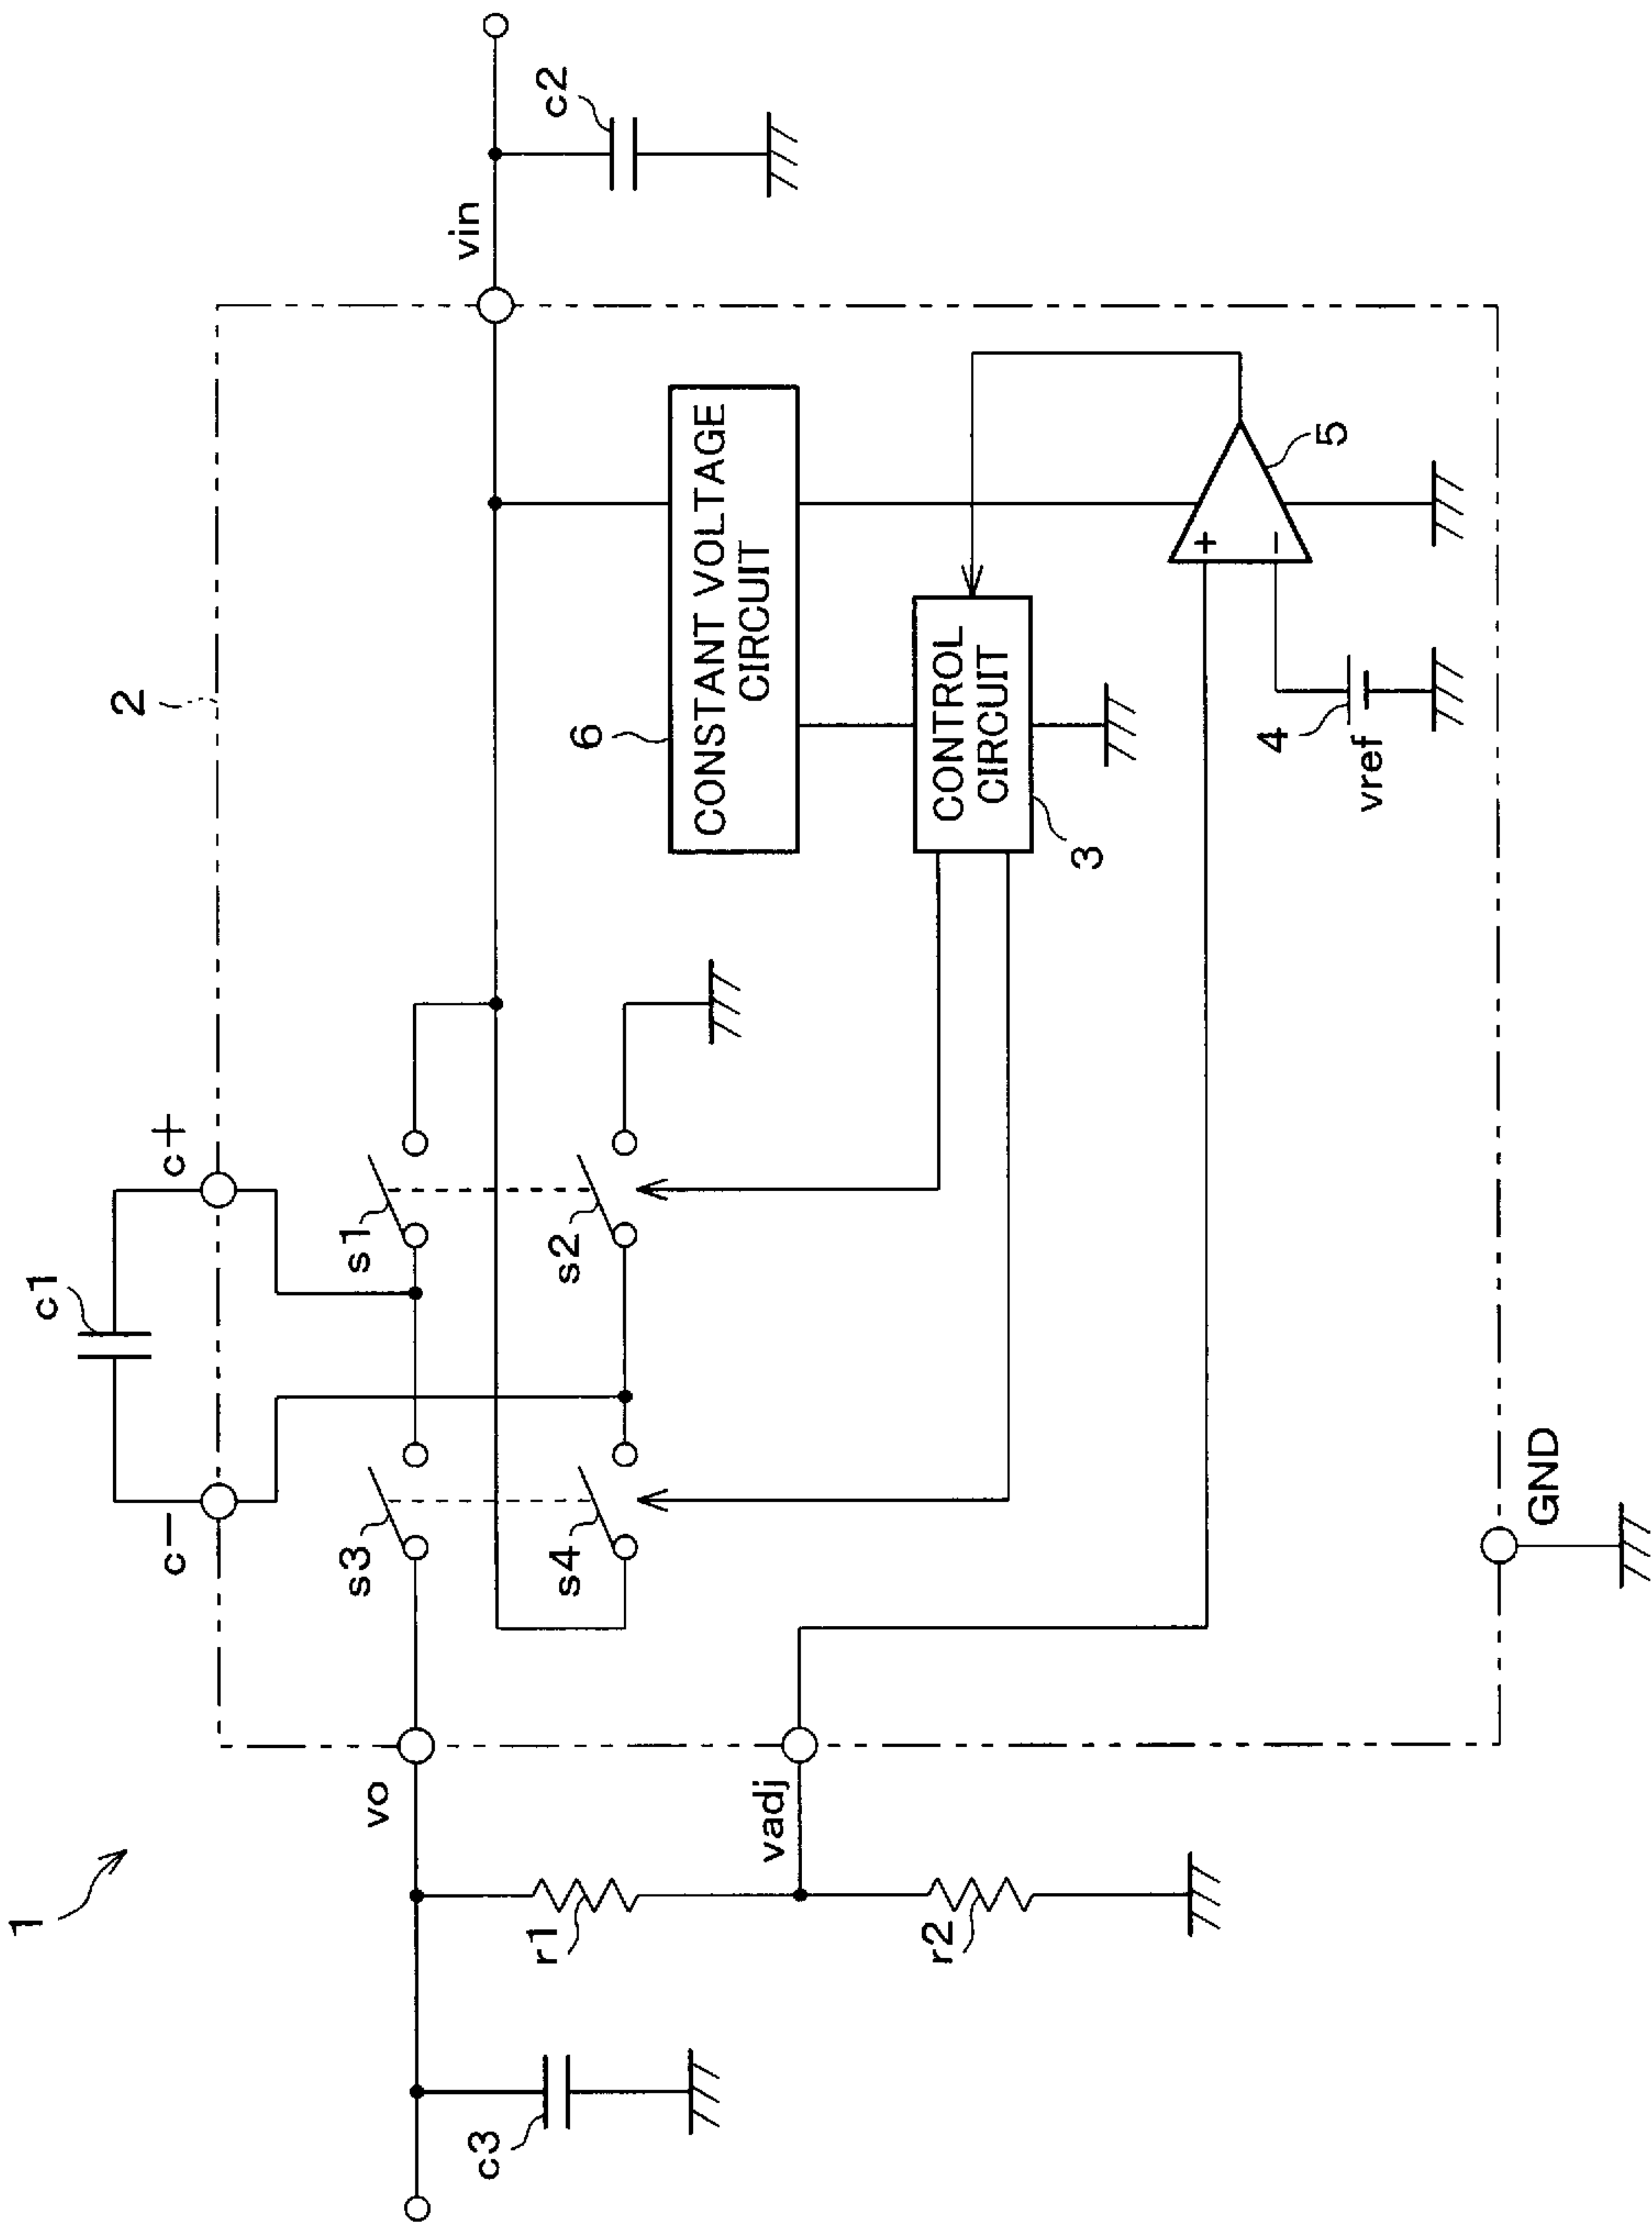 1
c1
c-
c+
2
vo
vin
s3
s1
s4
s2
c3
r1
r2
c2
vadj
6
CONSTANT VOLTAGE
CIRCUIT
CONTROL
CIRCUIT
3
+
-
5
4
vref
GND